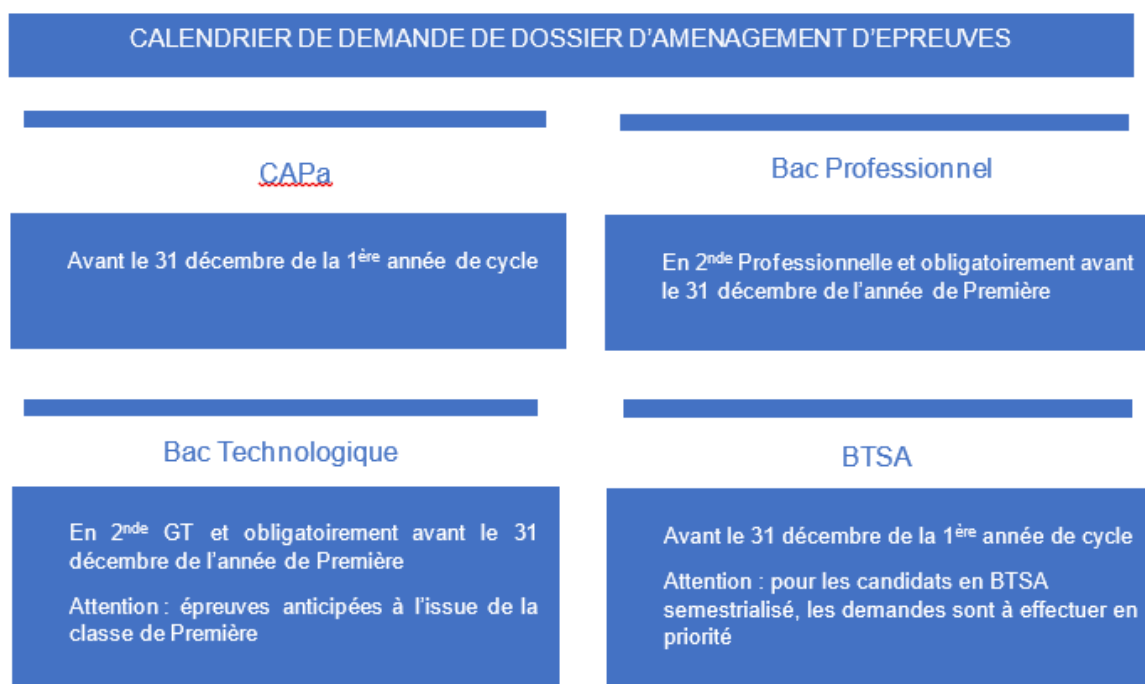 CALENDRIER DE DEMANDE DE DOSSIER D'AMENAGEMENT D'EPREUVES
CAPa
Avant le 31 décembre de la 1ère année de cycle
Bac Professionnel
En 2nde Professionnelle et obligatoirement avant
le 31 décembre de l'année de Première
Bac Technologique
En 2nde GT et obligatoirement avant le 31
décembre de l'année de Première
Attention : épreuves anticipées à l'issue de la
classe de Première
BTSA
Avant le 31 décembre de la 1ère année de cycle
Attention : pour les candidats en BTSA
semestrialisé, les demandes sont à effectuer en
priorité